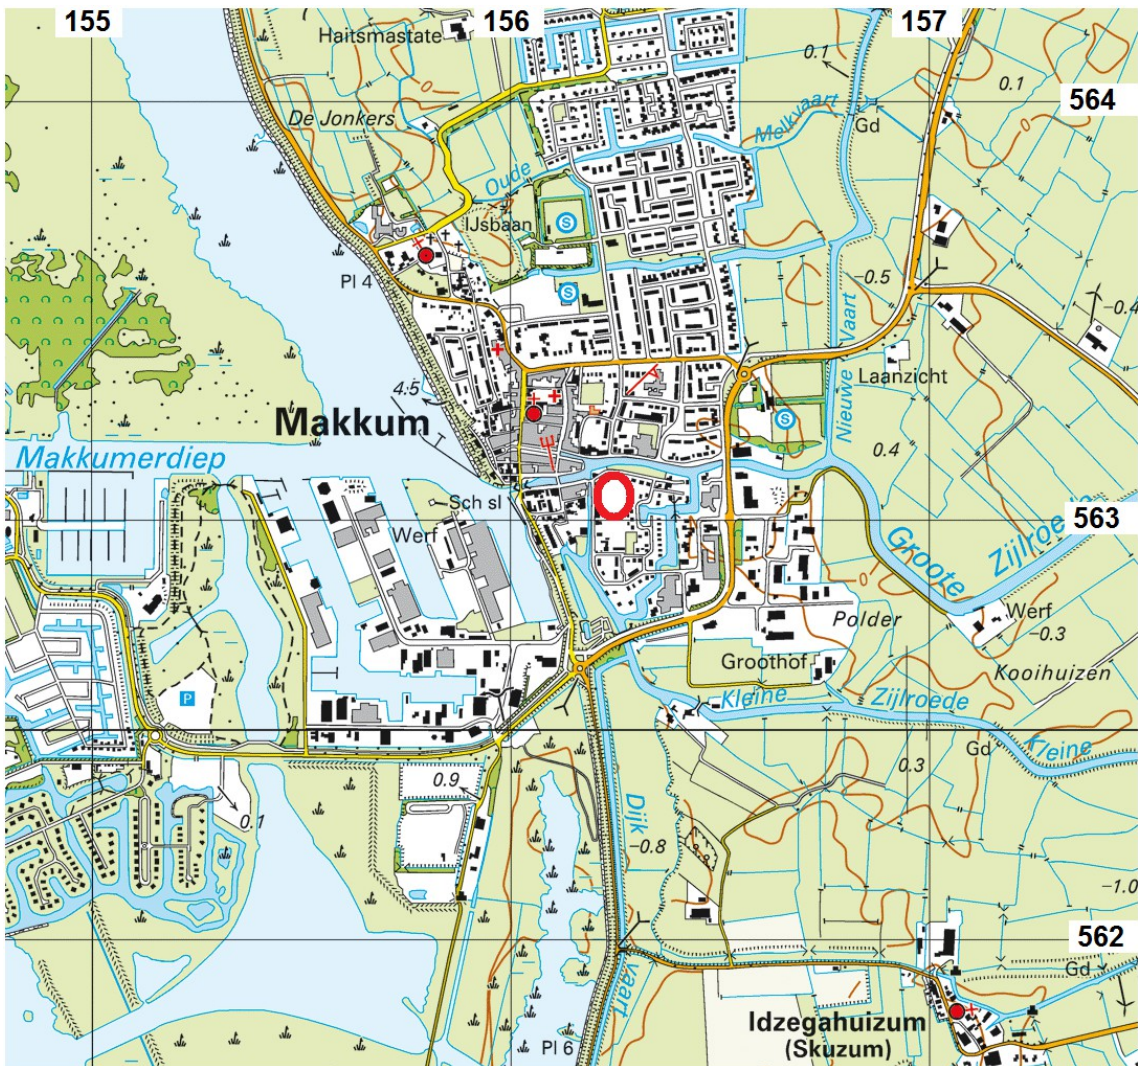 155
156
157
Haitsmastate
0.1
0.1
564
De Jonkers
Gd
Melkvaart
Oude
IJsbaan
S
Pl 4
S
-0.5
-0.4
Nieuwe Vaart
Laanzicht
4.5
Makkum
S
0.4
Makkumerdiep
Sch sl
Werf
563
Groote
Zijlroede
Werf
Polder
-0.3
Groothof
Kooihuizen
P
Kleine
Zijlroede
Gd
Kleine
0.3
0.9
0.1
Dijk
-0.8
-1.0
562
Gd
vaart
Idzegahuizum
(Skuzum)
Pl 6